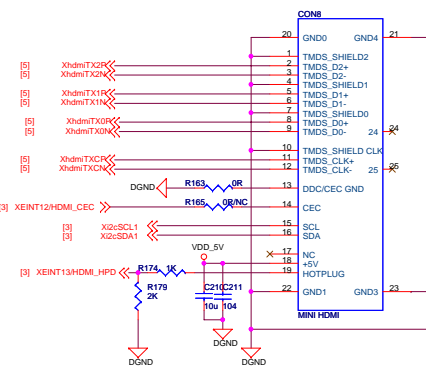 CON8
20 GND0 GND4 21
1 TMDS_SHIELD2
[5] XhdmiTX2P 2 TMDS_D2+
[5] XhdmiTX2N 3 TMDS_D2-
4 TMDS_SHIELD1
[5] XhdmiTX1P 5 TMDS_D1+
[5] XhdmiTX1N 6 TMDS_D1-
7 TMDS_SHIELD0
[5] XhdmiTX0P 8 TMDS_D0+
[5] XhdmiTX0N 9 TMDS_D0- 24 24
10 TMDS_SHIELD CLK
[5] XhdmiTXCP 11 TMDS_CLK+
[5] XhdmiTXCN 12 TMDS_CLK- 25 25
DGND R163 0R 13 DDC/CEC GND
[3] XEINT12/HDMI_CEC R165 0R/NC 14 CEC
[3] Xi2cSCL1 15 SCL
[3] Xi2cSDA1 16 SDA
VDD_5V 17 NC
18 +5V
[3] XEINT13/HDMI_HPD R174 1K 19 HOTPLUG
R179 C210 C211 22 GND1 GND3 23
2K 10u 104
MINI HDMI
DGND
DGND DGND